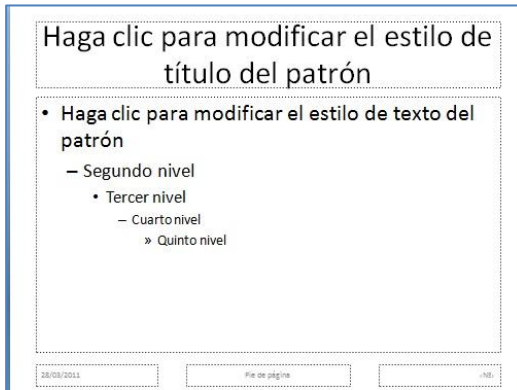 Haga clic para modificar el estilo de
título del patrón
• Haga clic para modificar el estilo de texto del
patrón
– Segundo nivel
• Tercer nivel
– Cuarto nivel
» Quinto nivel
28/03/2011 Pie de página ‹Nº›